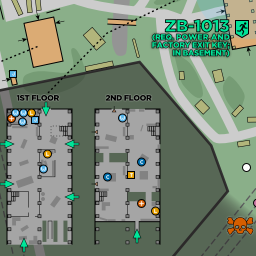 ZB-1013
(REQ. POWER AND
FACTORY EXIT KEY)
IN BASEMENT)
1ST FLOOR
2ND FLOOR